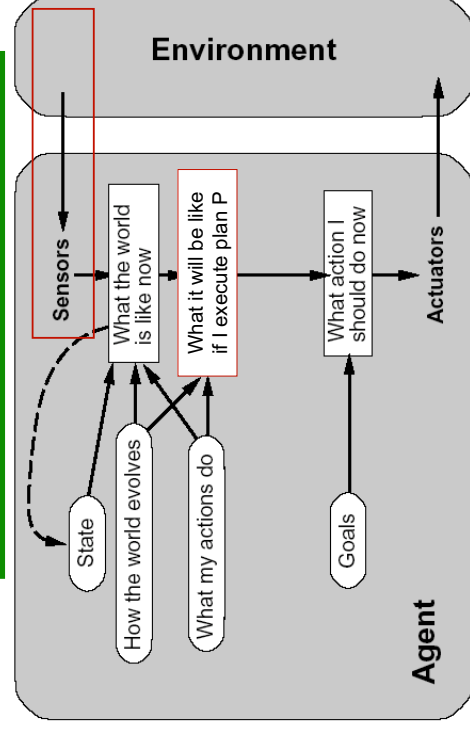 Environment
Sensors
What the world
is like now
What it will be like
if I execute plan P
What action I
should do now
Actuators
State
How the world evolves
What my actions do
Goals
Agent